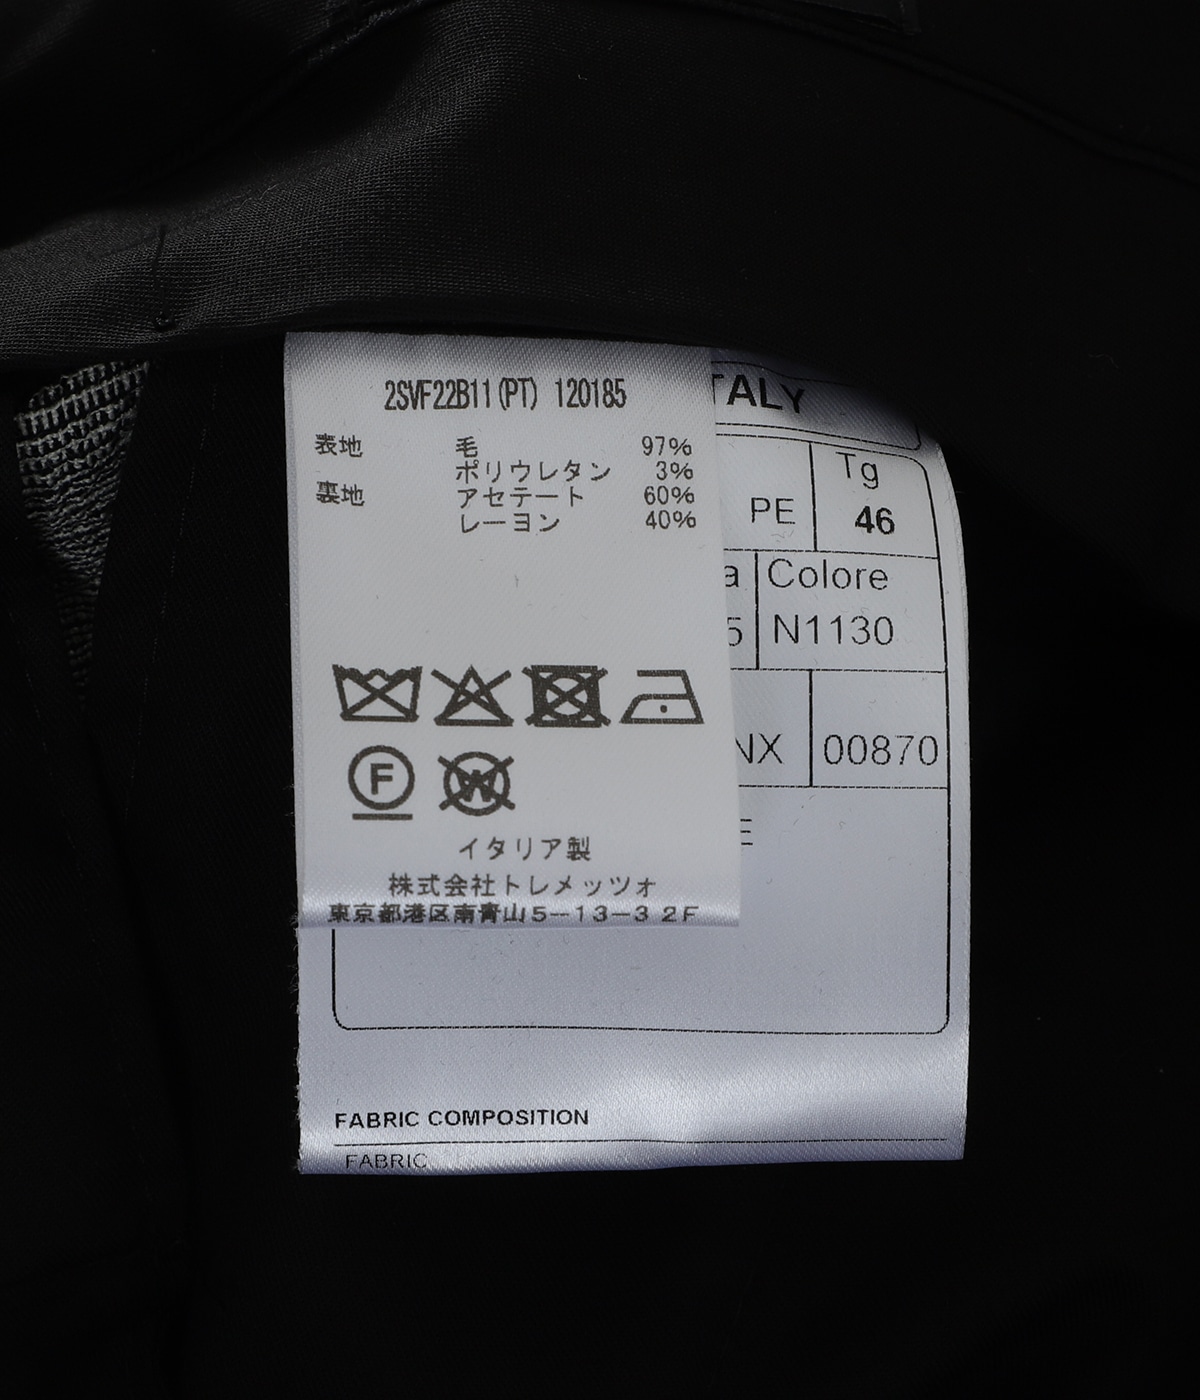 2SVF22B11(PT) 120185
表地 毛 97%
ポリウレタン 3%
裏地 アセテート 60%
レーヨン 40%
F
W
イタリア製
株式会社トレメッツォ
東京都港区南青山5-13-3 2F
TALY
Tg
PE 46
a Colore
5 N1130
NX 00870
E
FABRIC COMPOSITION
FABRIC